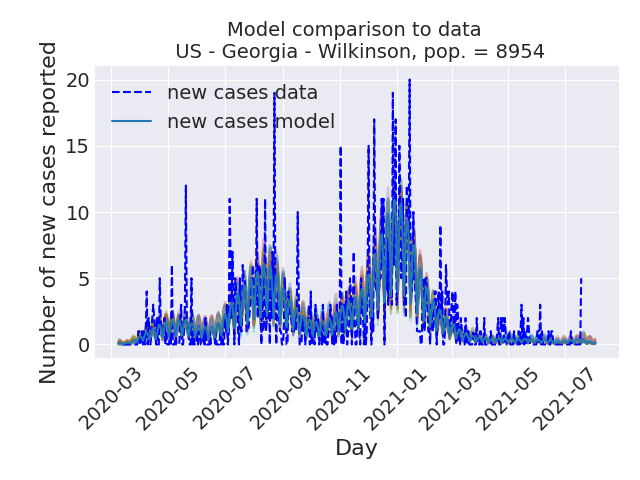 Model comparison to data
US - Georgia - Wilkinson, pop. = 8954
Number of new cases reported
20
15
10
5
0
new cases data
new cases model
2020-03
2020-05
2020-07
2020-09
2020-11
2021-01
2021-03
2021-05
2021-07
Day